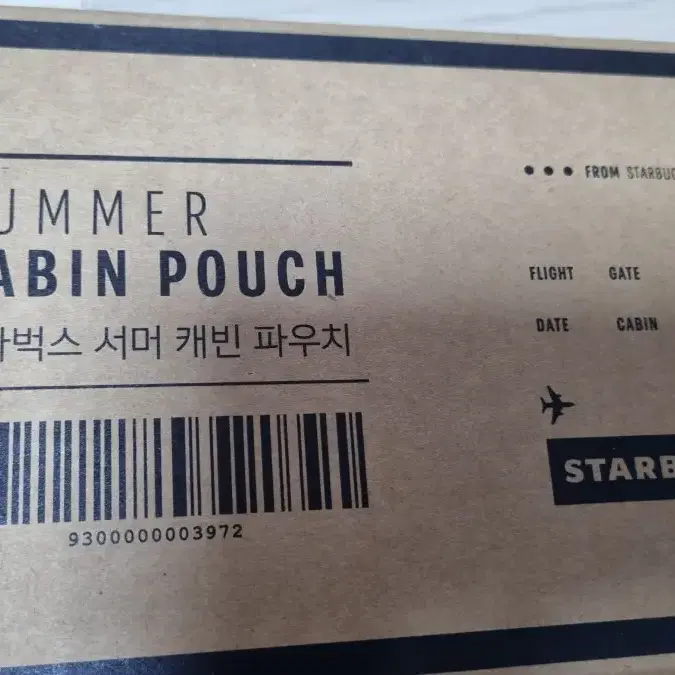 UMMER
ABIN POUCH
벅스 서머 캐빈 파우치
9300000003972
••• FROM STARBUC
FLIGHT GATE
DATE CABIN
STARB